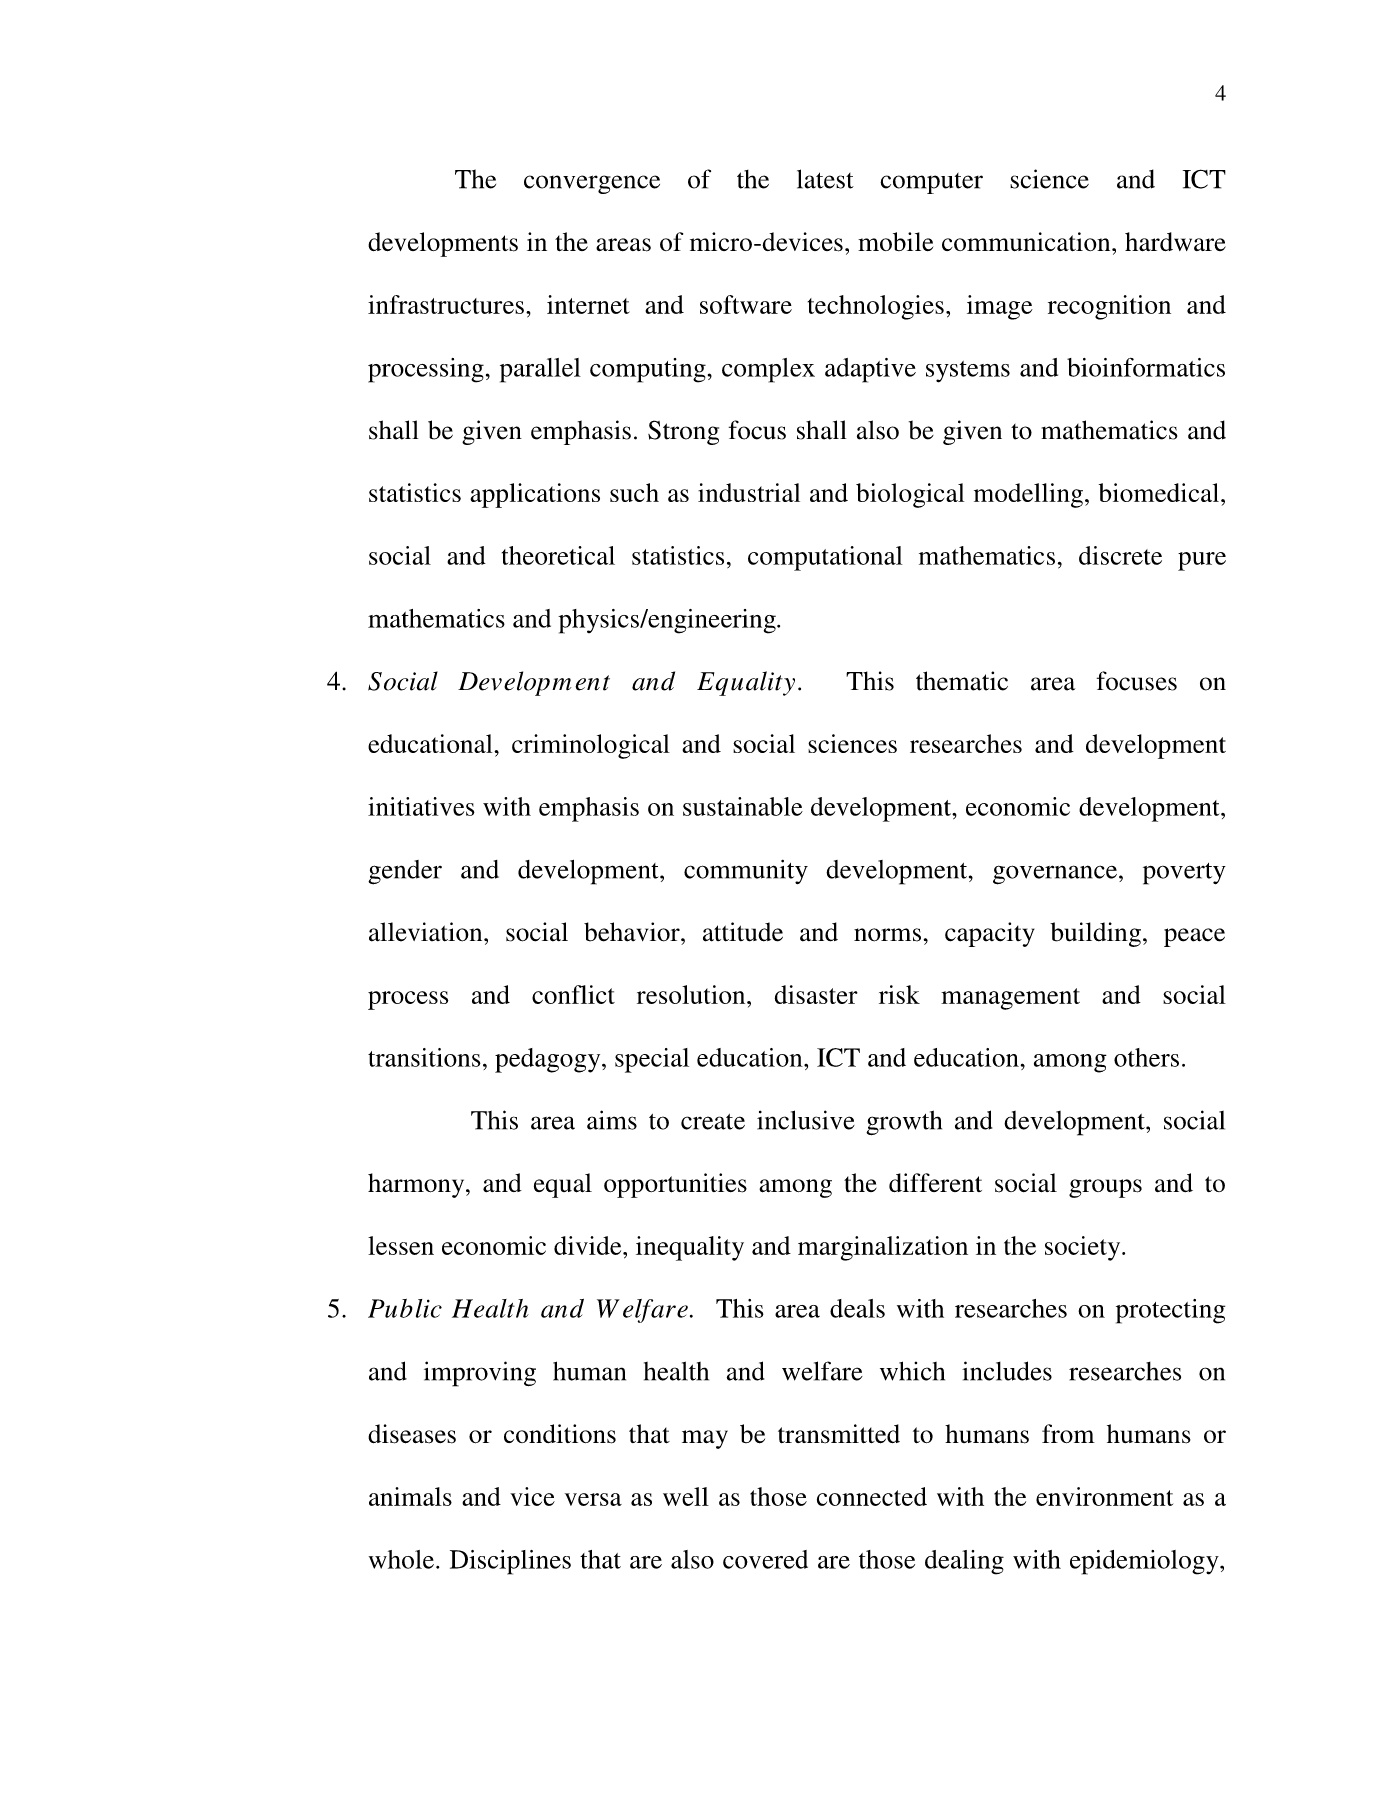 4
The convergence of the latest computer science and ICT
developments in the areas of micro-devices, mobile communication, hardware
infrastructures, internet and software technologies, image recognition and
processing, parallel computing, complex adaptive systems and bioinformatics
shall be given emphasis. Strong focus shall also be given to mathematics and
statistics applications such as industrial and biological modelling, biomedical,
social and theoretical statistics, computational mathematics, discrete pure
mathematics and physics/engineering.
4. Social Development and Equality. This thematic area focuses on
educational, criminological and social sciences researches and development
initiatives with emphasis on sustainable development, economic development,
gender and development, community development, governance, poverty
alleviation, social behavior, attitude and norms, capacity building, peace
process and conflict resolution, disaster risk management and social
transitions, pedagogy, special education, ICT and education, among others.
This area aims to create inclusive growth and development, social
harmony, and equal opportunities among the different social groups and to
lessen economic divide, inequality and marginalization in the society.
5. Public Health and Welfare. This area deals with researches on protecting
and improving human health and welfare which includes researches on
diseases or conditions that may be transmitted to humans from humans or
animals and vice versa as well as those connected with the environment as a
whole. Disciplines that are also covered are those dealing with epidemiology,